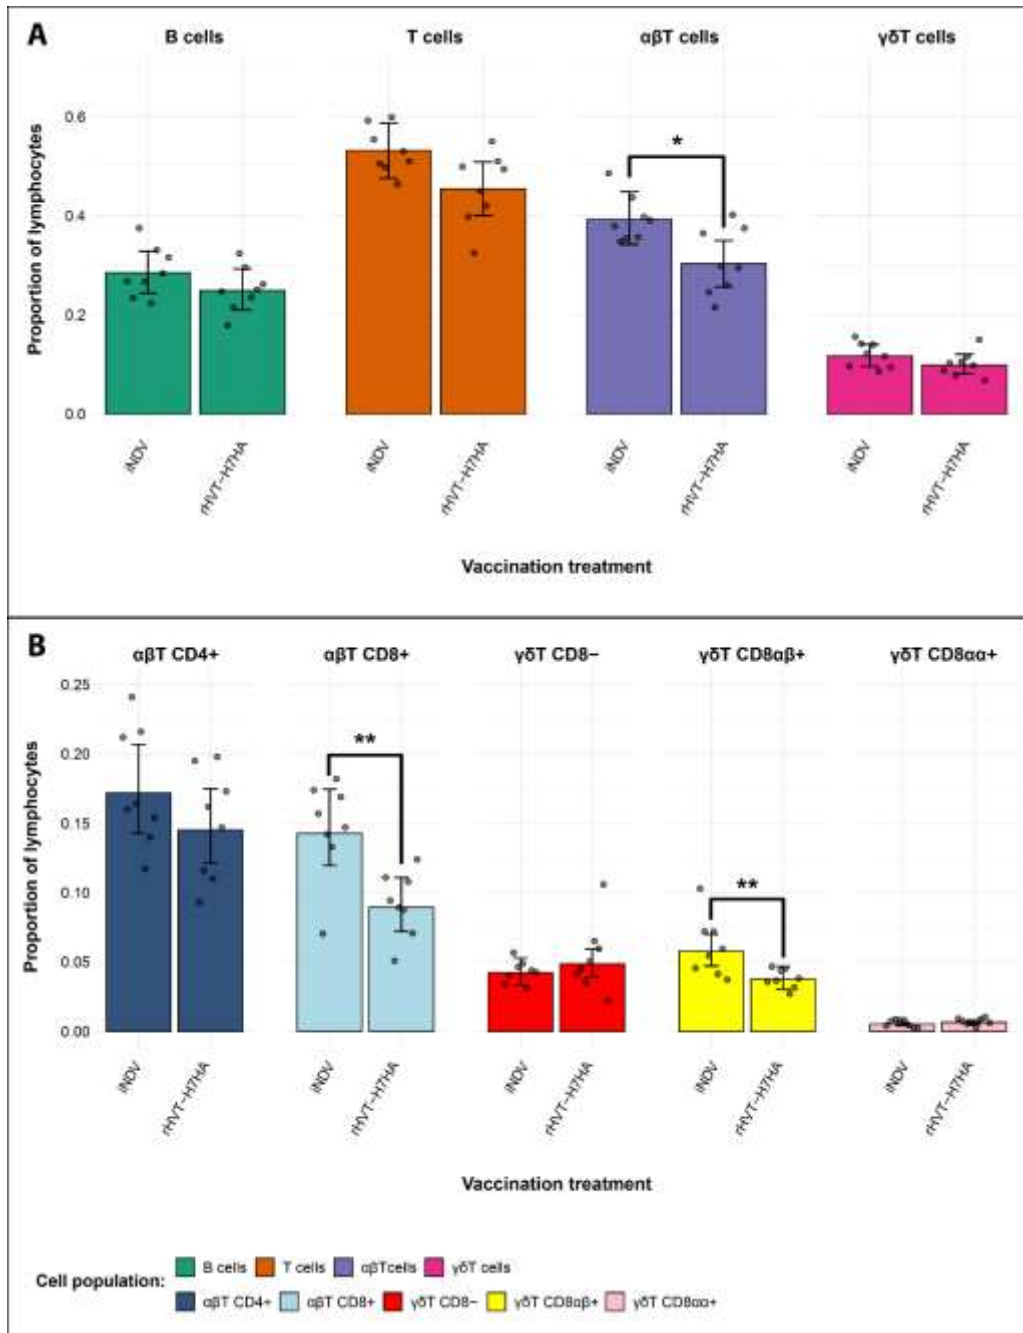 A
B cells T cells αβT cells γδT cells
Proportion of lymphocytes
0.6
0.4
0.2
0.0
*
iNDV rHVT−H7HA iNDV rHVT−H7HA iNDV rHVT−H7HA iNDV rHVT−H7HA
Vaccination treatment
B
αβT CD4+ αβT CD8+ γδT CD8− γδT CD8αβ+ γδT CD8αα+
Proportion of lymphocytes
0.25
0.20
0.15
0.10
0.05
0.00
**
**
iNDV rHVT−H7HA iNDV rHVT−H7HA iNDV rHVT−H7HA iNDV rHVT−H7HA iNDV rHVT−H7HA
Vaccination treatment
Cell population:
B cells T cells αβTcells γδT cells
αβT CD4+ αβT CD8+ γδT CD8− γδT CD8αβ+ γδT CD8αα+